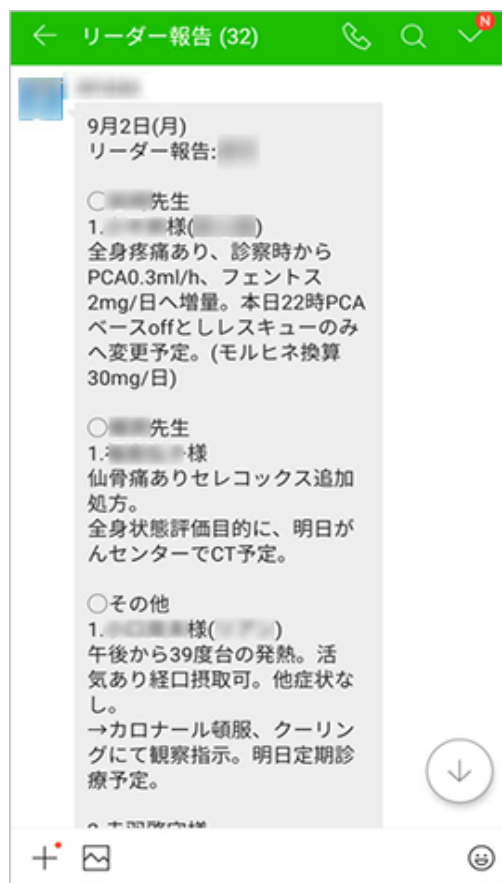 リーダー報告 (32)
N
9月2日(月)
リーダー報告:
○ 先生
1. 様( )
全身疼痛あり、診察時から
PCA0.3ml/h、フェントス
2mg/日へ増量。本日22時PCA
ベースoffとしレスキューのみ
へ変更予定。(モルヒネ換算
30mg/日)
○ 先生
1. 様
仙骨痛ありセレコックス追加
処方。
全身状態評価目的に、明日が
んセンターでCT予定。
○その他
1. 様( )
午後から39度台の発熱。活
気あり経口摂取可。他症状な
し。
→カロナール頓服、クーリン
グにて観察指示。明日定期診
療予定。